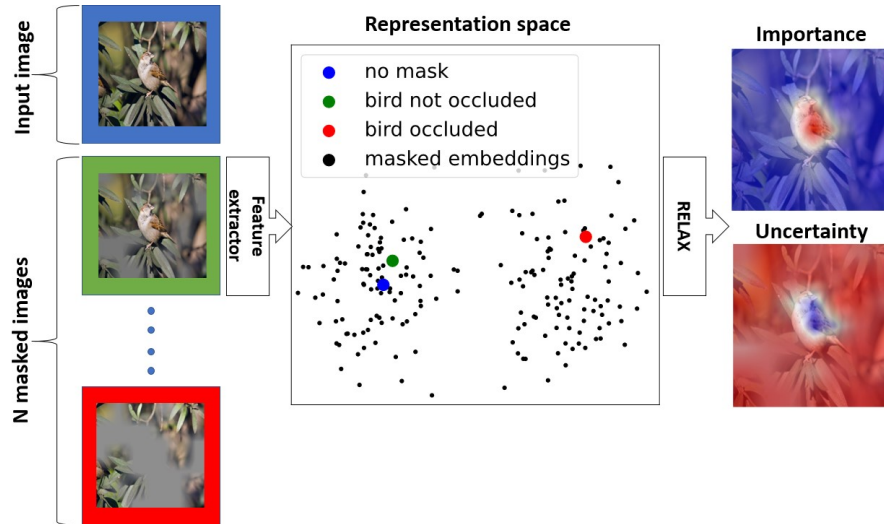 Representation space
Input image
N masked images
Feature
extractor
no mask
bird not occluded
bird occluded
masked embeddings
RELAX
Importance
Uncertainty